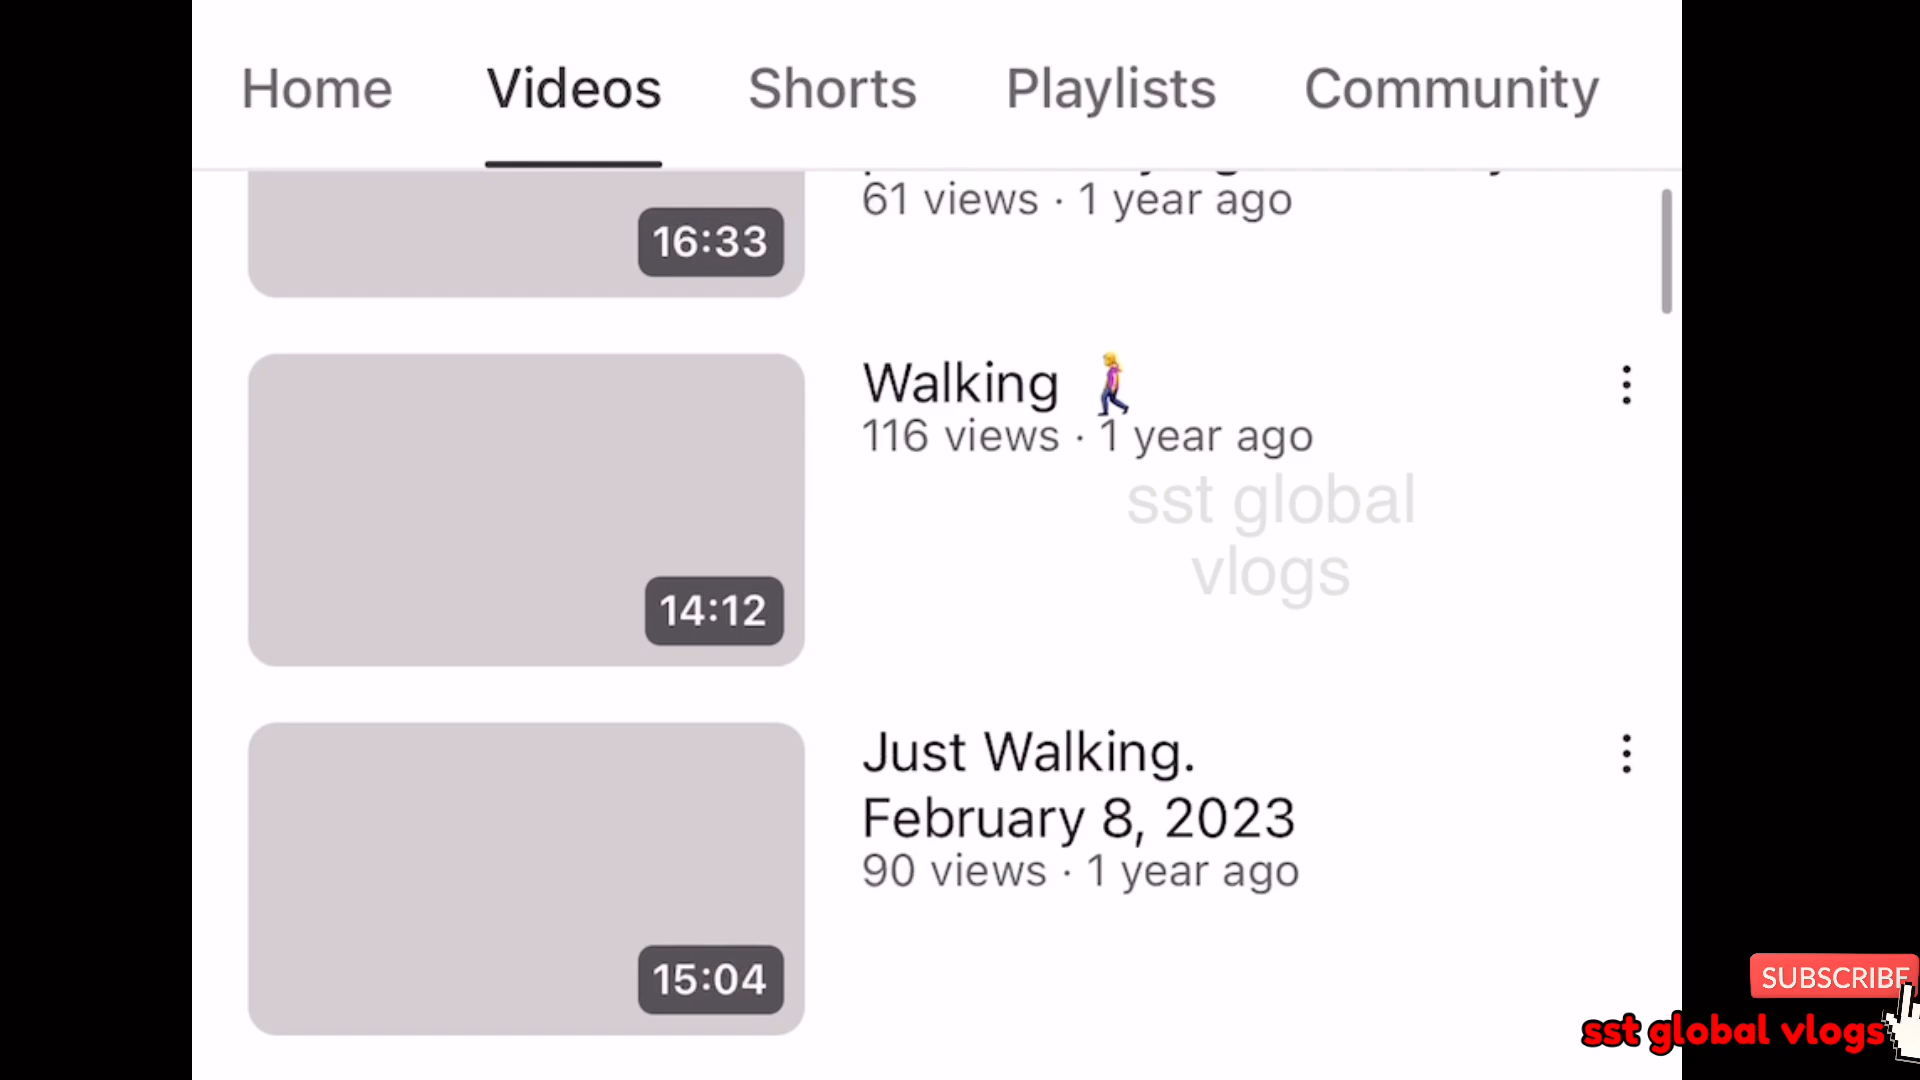 Home Videos Shorts Playlists Community
61 views · 1 year ago
16:33
Walking 🚶‍♀️
116 views · 1 year ago
sst global
vlogs
14:12
Just Walking.
February 8, 2023
90 views · 1 year ago
15:04
SUBSCRIBE
sst global vlogs